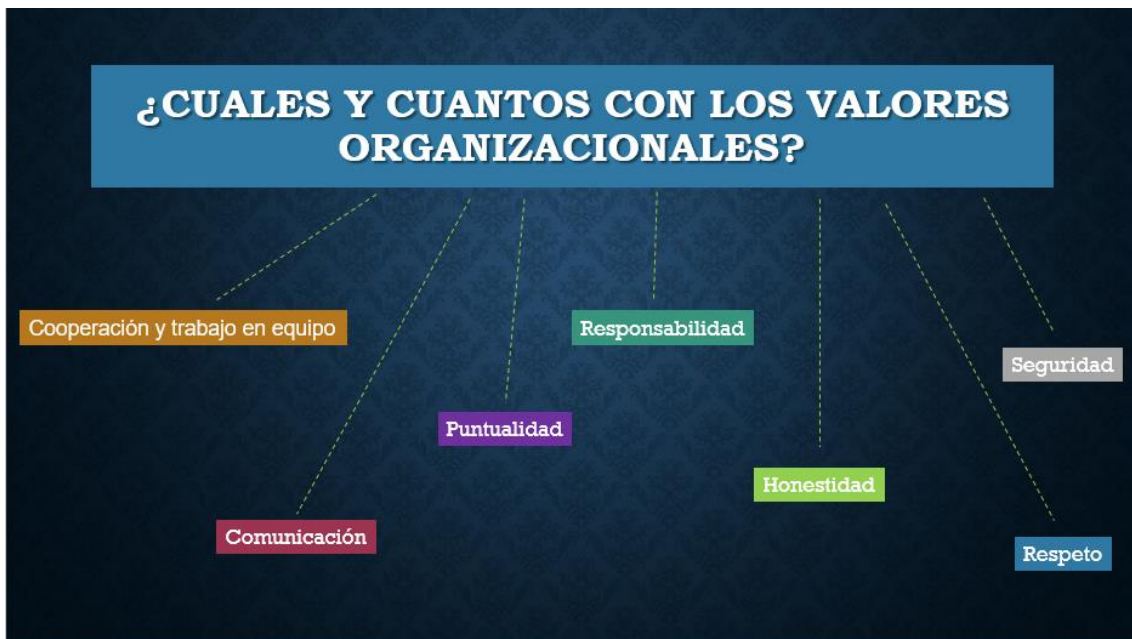 ¿CUALES Y CUANTOS CON LOS VALORES
ORGANIZACIONALES?
Cooperación y trabajo en equipo
Responsabilidad
Seguridad
Puntualidad
Honestidad
Comunicación
Respeto